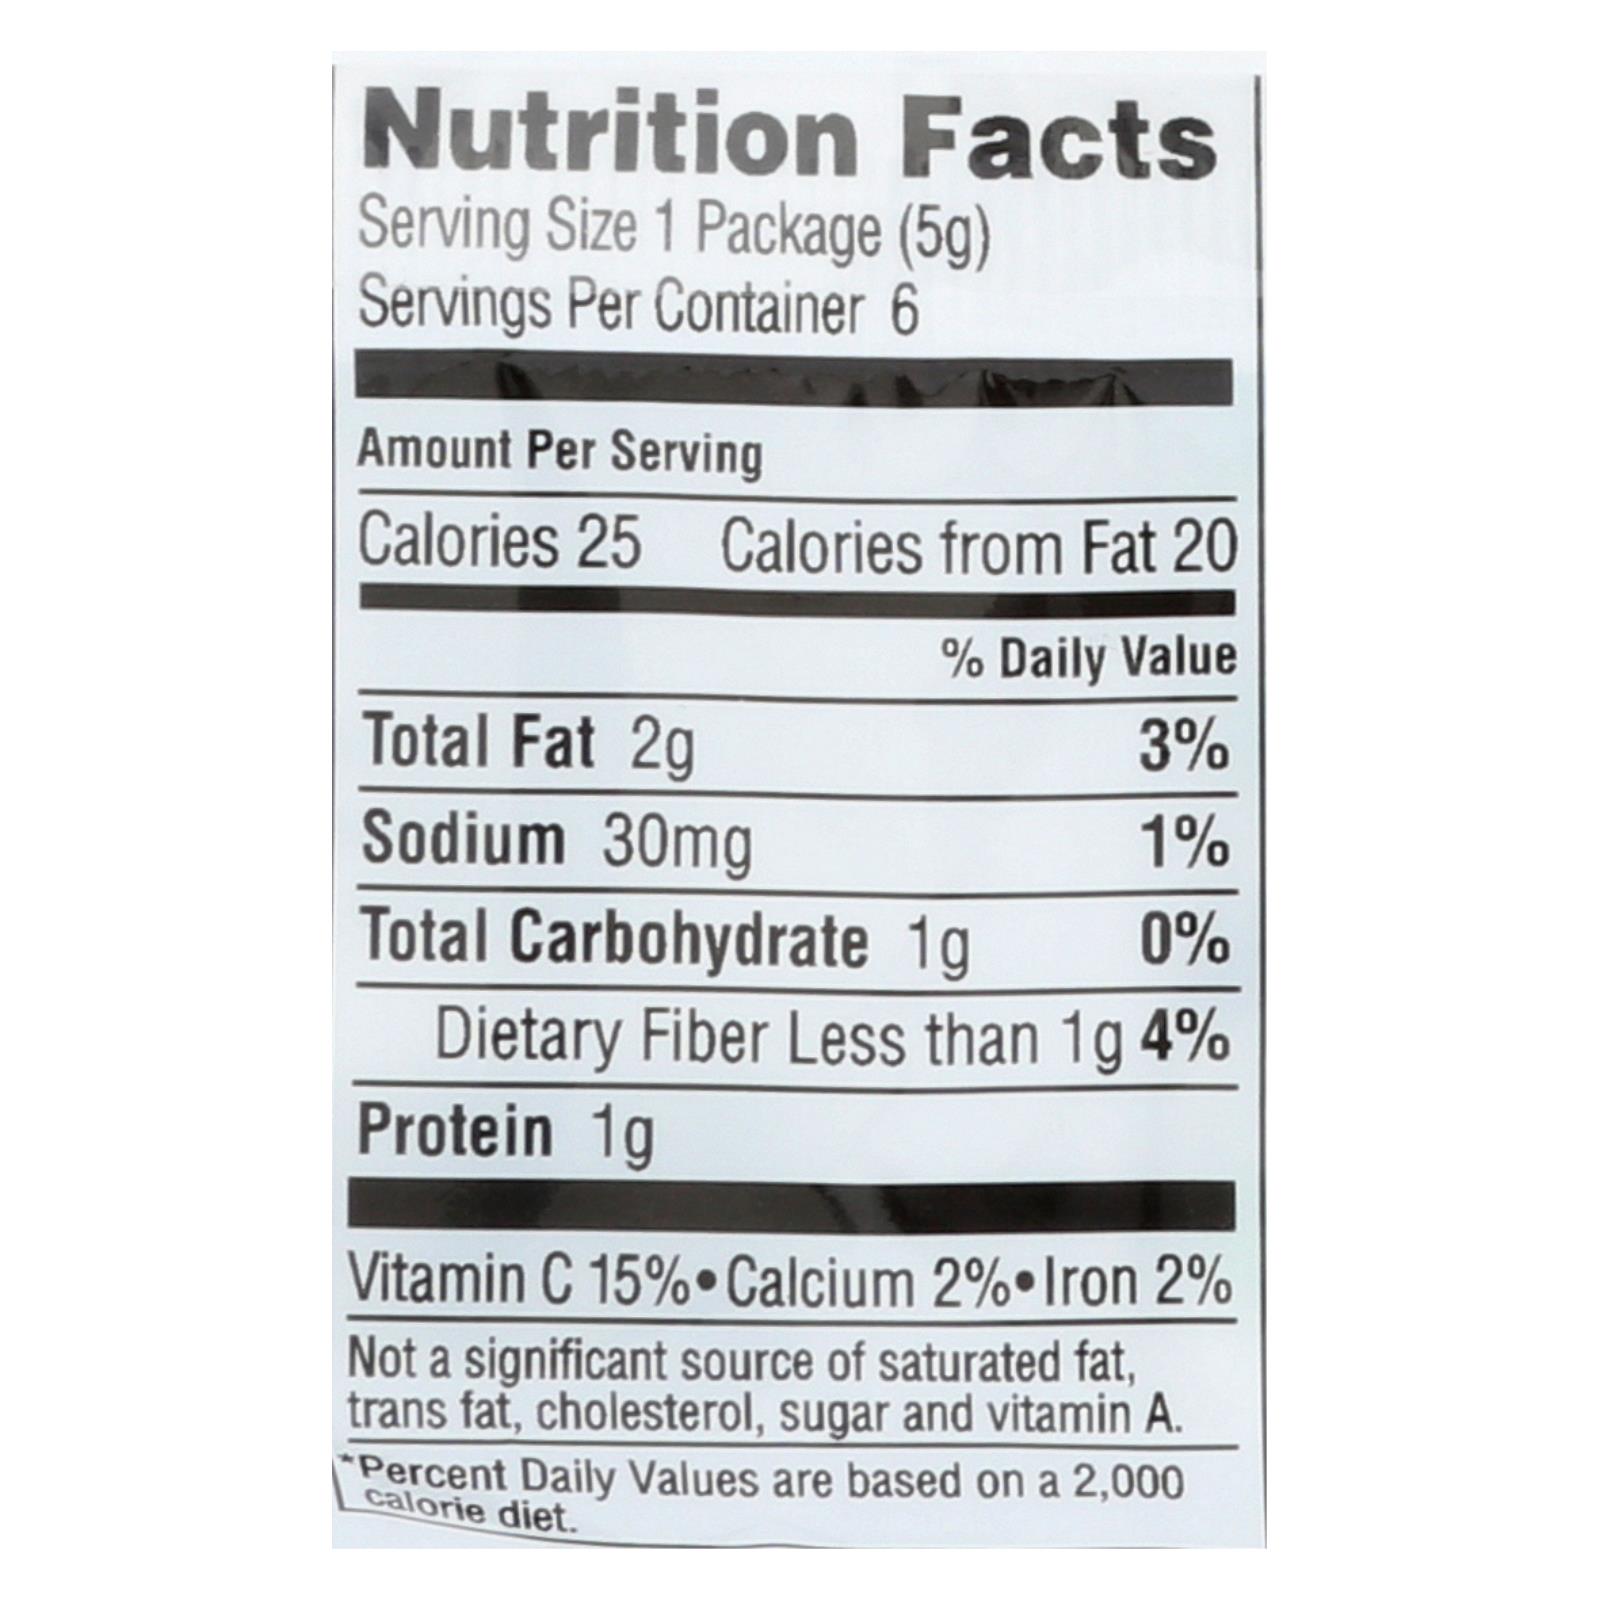 Nutrition Facts
Serving Size 1 Package (5g)
Servings Per Container 6
Amount Per Serving
Calories 25 Calories from Fat 20
% Daily Value
Total Fat 2g 3%
Sodium 30mg 1%
Total Carbohydrate 1g 0%
Dietary Fiber Less than 1g 4%
Protein 1g
Vitamin C 15%•Calcium 2%•Iron 2%
Not a significant source of saturated fat,
trans fat, cholesterol, sugar and vitamin A.
*Percent Daily Values are based on a 2,000
calorie diet.